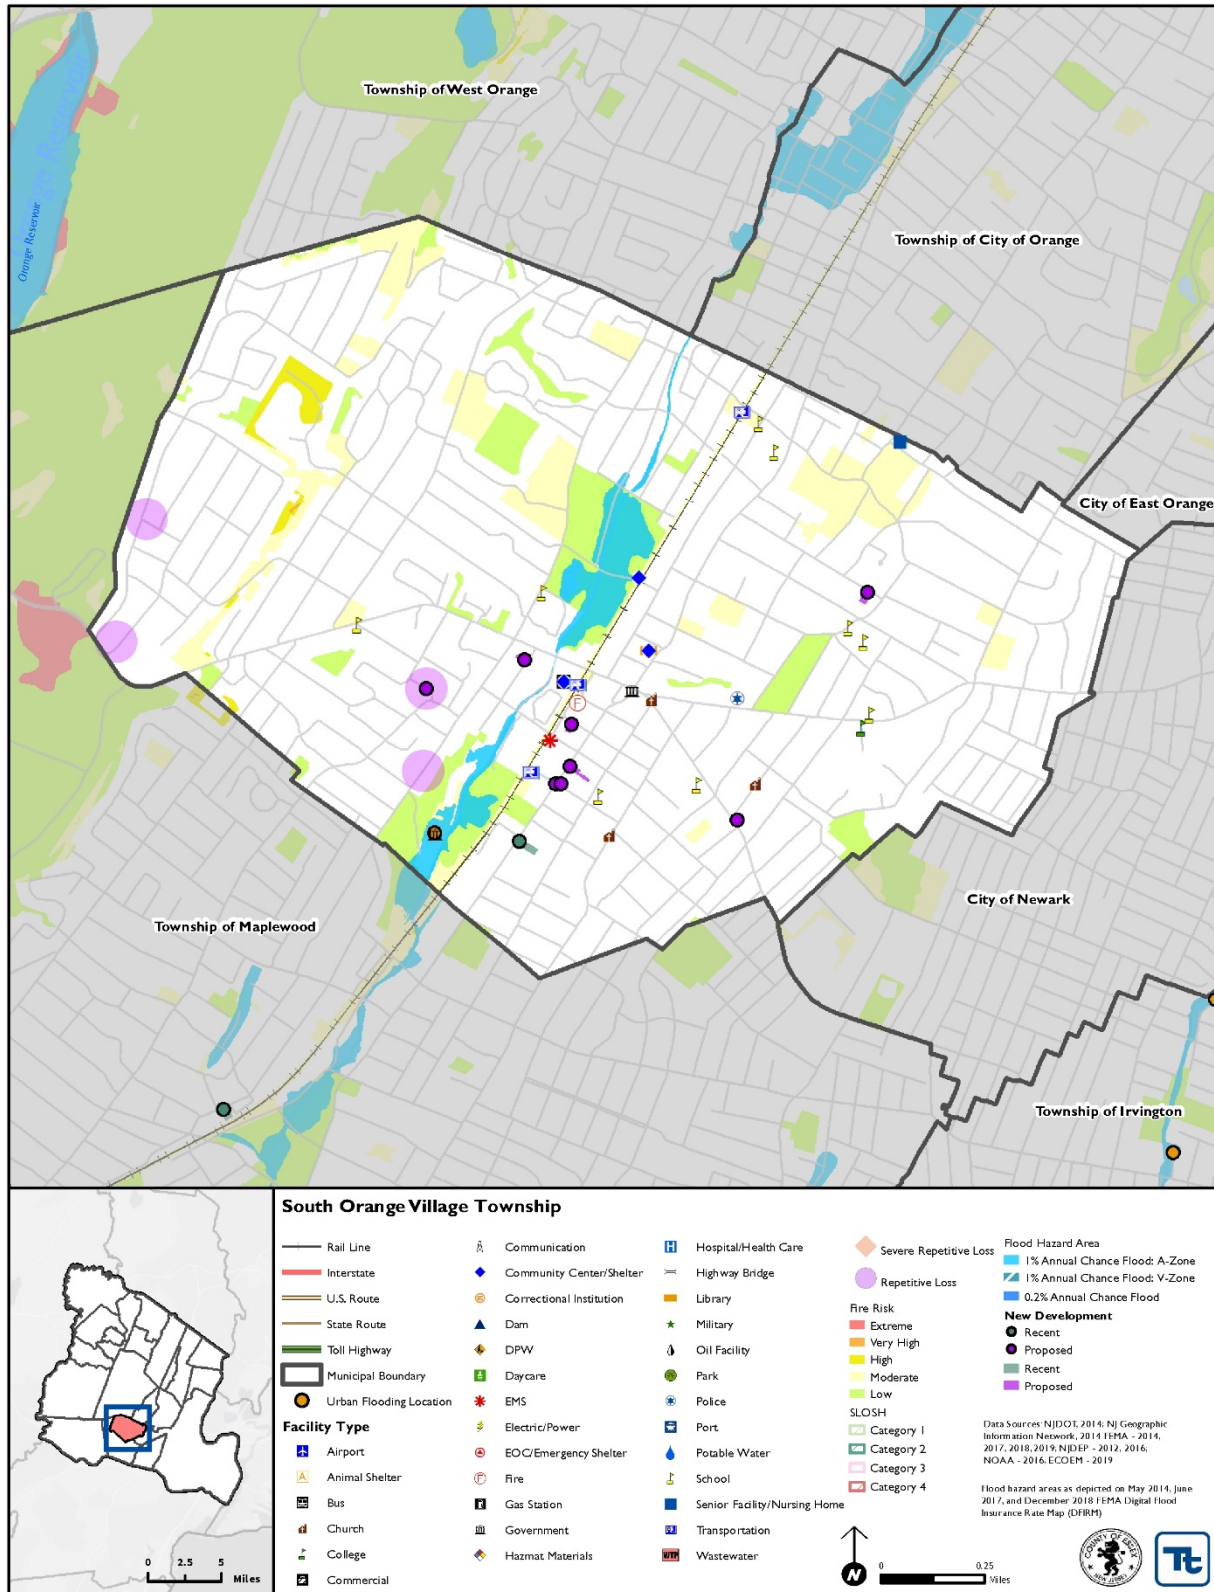 Township of West Orange
Orange Reservoir
Orange Reservoir
Township of City of Orange
City of East Orange
City of Newark
Township of Maplewood
Township of Irvington
South Orange Village Township
Rail Line
Interstate
U.S. Route
State Route
Toll Highway
Municipal Boundary
Urban Flooding Location
Facility Type
Airport
A Animal Shelter
Bus
Church
College
Commercial
Communication
Community Center/Shelter
Correctional Institution
Dam
DPW
Daycare
EMS
Electric/Power
EOC/Emergency Shelter
F Fire
Gas Station
Government
Hazmat Materials
H Hospital/Health Care
Highway Bridge
Library
Military
Oil Facility
Park
Police
Port
Potable Water
School
Senior Facility/Nursing Home
Transportation
WTP Wastewater
Severe Repetitive Loss
Repetitive Loss
Fire Risk
Extreme
Very High
High
Moderate
Low
SLOSH
Category 1
Category 2
Category 3
Category 4
Flood Hazard Area
1% Annual Chance Flood: A-Zone
1% Annual Chance Flood: V-Zone
0.2% Annual Chance Flood
New Development
Recent
Proposed
Recent
Proposed
Data Sources: NJDOT, 2014; NJ Geographic
Information Network, 2014 FEMA - 2014,
2017, 2018, 2019; NJDEP - 2012, 2016;
NOAA - 2016. ECOEM - 2019
Flood hazard areas as depicted on May 2014, June
2017, and December 2018 FEMA Digital Flood
Insurance Rate Map (DFIRM)
0 2.5 5
Miles
N
0 0.25
Miles
COUNTY OF ESSEX
NEW JERSEY
Tt